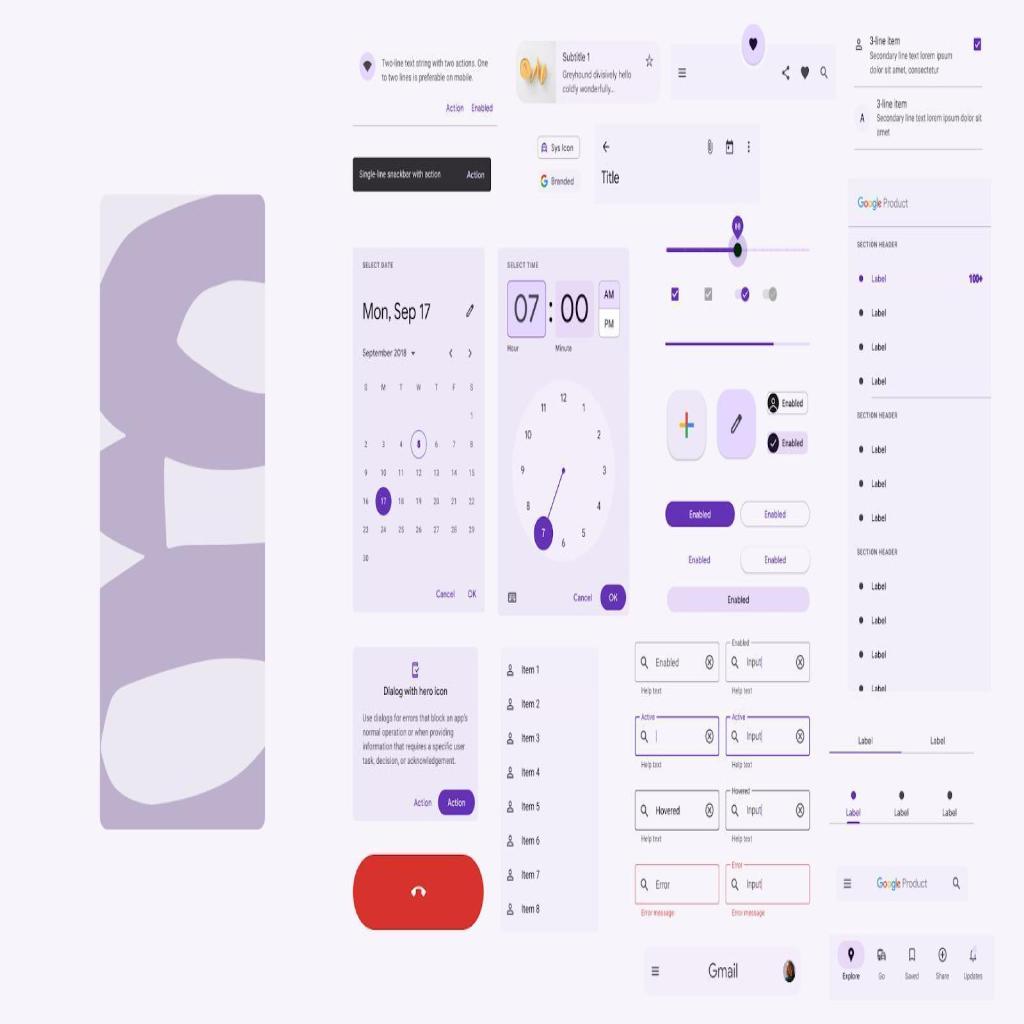 Two-line text string with two actions. One
to two lines is preferable on mobile.
Action Enabled
Single-line snackbar with action Action
Subtitle 1
Greyhound divisively hello
coldly wonderfully...
Sys Icon
Branded
Title
3-line item
Secondary line text lorem ipsum
dolor sit amet, consectetur
A
3-line item
Secondary line text lorem ipsum dolor sit
amet
SELECT DATE
Mon, Sep 17
September 2018
S M T W T F S
1
2 3 4 5 6 7 8
9 10 11 12 13 14 15
16 17 18 19 20 21 22
23 24 25 26 27 28 29
30
Cancel OK
SELECT TIME
07 : 00
AM
PM
Hour Minute
12
1
2
3
4
5
6
7
8
9
10
11
Cancel OK
Enabled
Enabled
Enabled Enabled
Enabled Enabled
Enabled
Google Product
SECTION HEADER
Label 100+
Label
Label
Label
SECTION HEADER
Label
Label
Label
SECTION HEADER
Label
Label
Label
Label
Dialog with hero icon
Use dialogs for errors that block an app's
normal operation or when providing
information that requires a specific user
task, decision, or acknowledgement.
Action Action
Item 1
Item 2
Item 3
Item 4
Item 5
Item 6
Item 7
Item 8
Enabled
Enabled Input
Help text Help text
Active Active
Input
Help text Help text
Hovered
Hovered Input
Help text Help text
Error
Error Input
Error message Error message
Gmail
Label Label
Label Label Label
Google Product
Explore Go Saved Share Updates